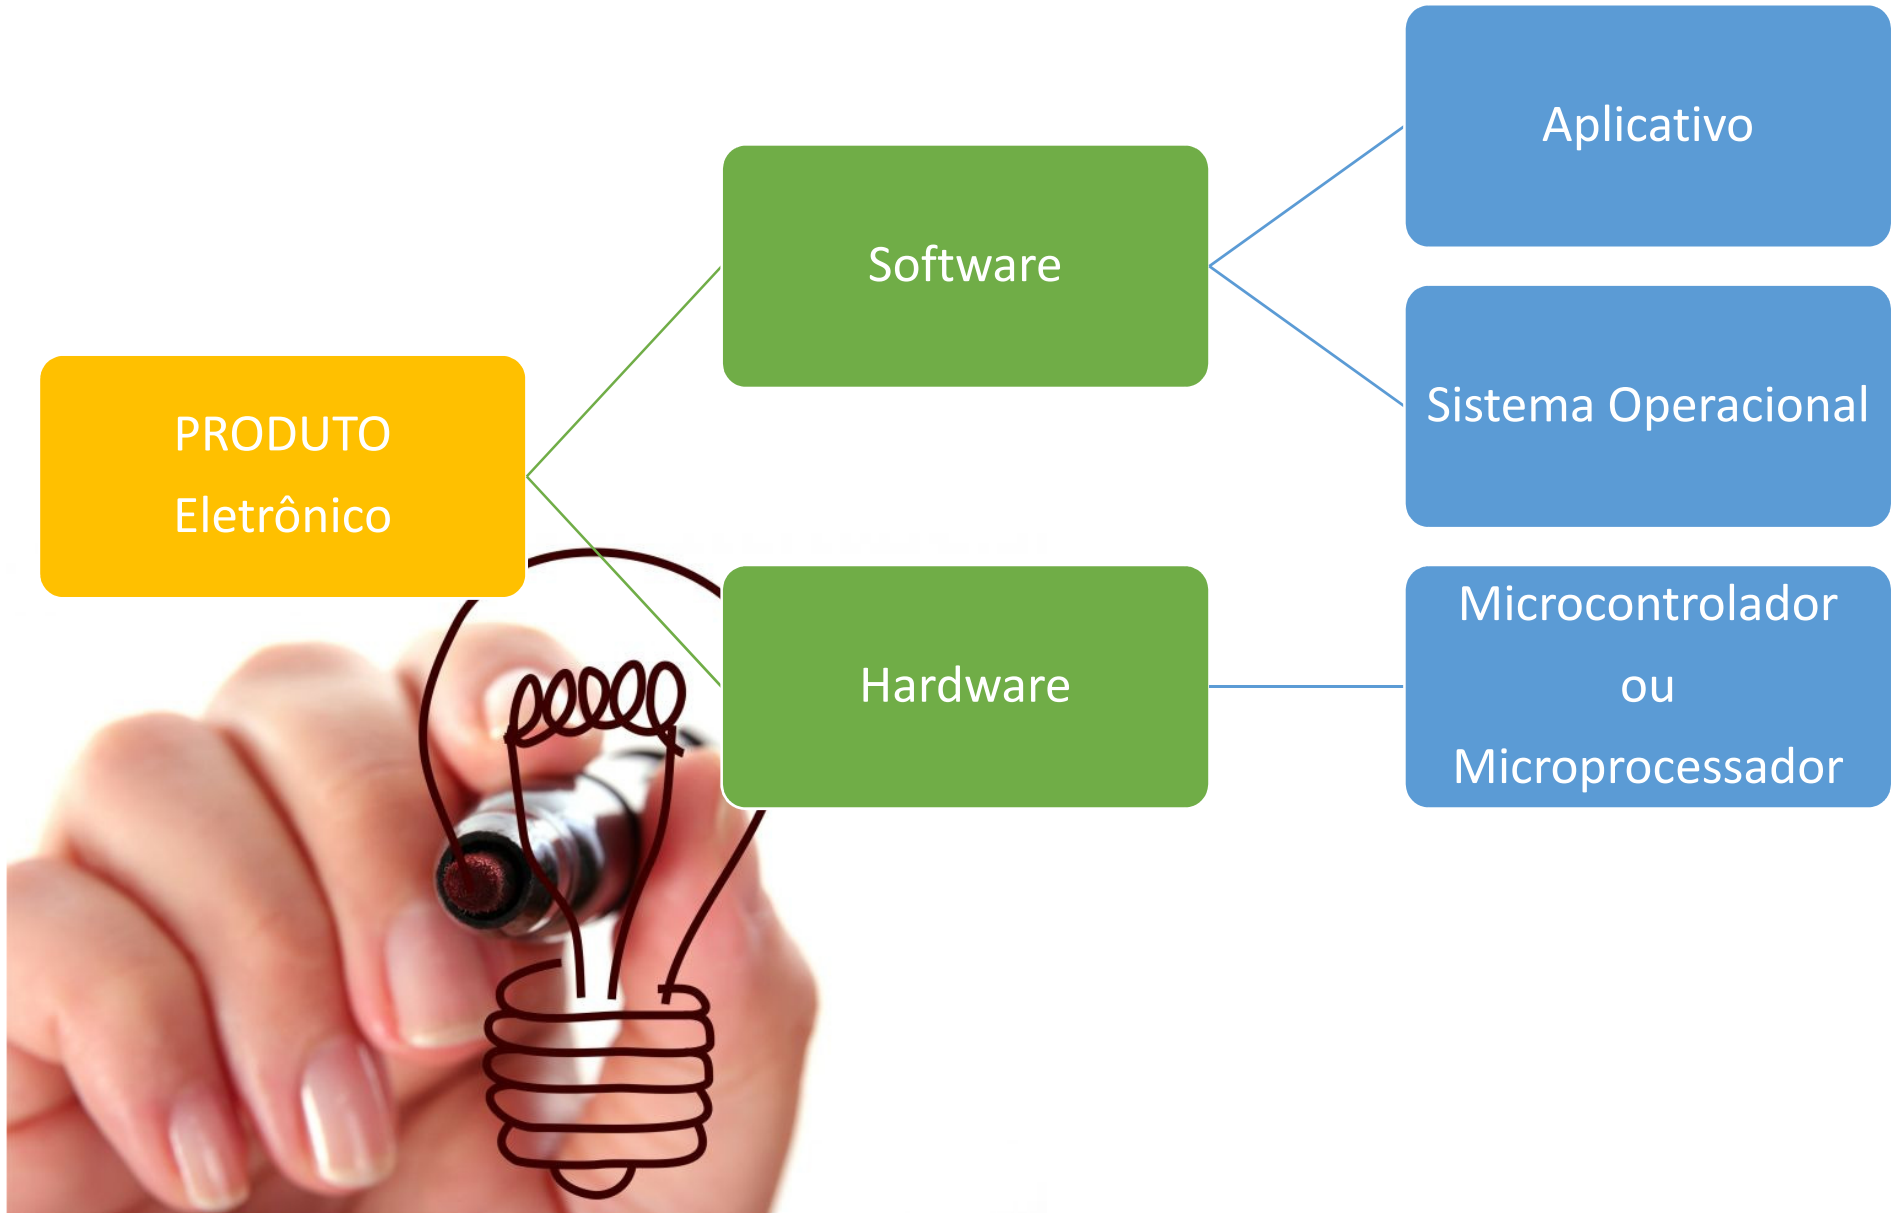 PRODUTO
Eletrônico
Software
Hardware
Aplicativo
Sistema Operacional
Microcontrolador
ou
Microprocessador